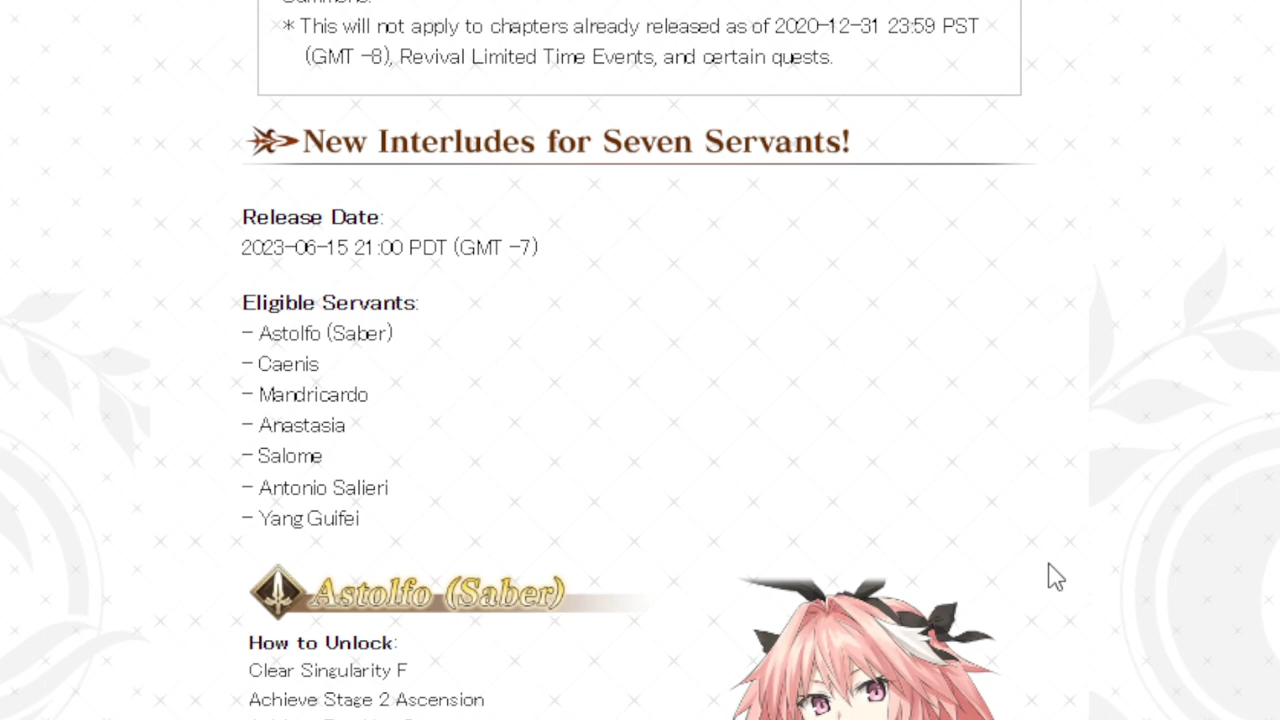 * This will not apply to chapters already released as of 2020-12-31 23:59 PST
(GMT -8), Revival Limited Time Events, and certain quests.
New Interludes for Seven Servants!
Release Date:
2023-06-15 21:00 PDT (GMT -7)
Eligible Servants:
- Astolfo (Saber)
- Caenis
- Mandricardo
- Anastasia
- Salome
- Antonio Salieri
- Yang Guifei
Astolfo (Saber)
How to Unlock:
Clear Singularity F
Achieve Stage 2 Ascension